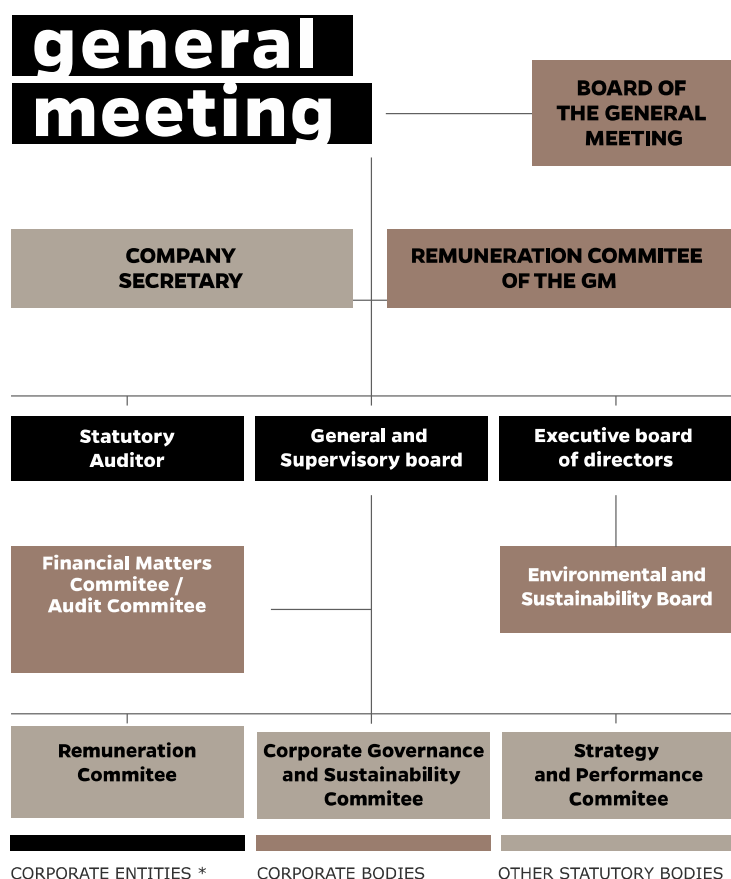 general
meeting
BOARD OF
THE GENERAL
MEETING
COMPANY
SECRETARY
REMUNERATION COMMITEE
OF THE GM
Statutory
Auditor
General and
Supervisory board
Executive board
of directors
Financial Matters
Commitee /
Audit Commitee
Environmental and
Sustainability Board
Remuneration
Commitee
Corporate Governance
and Sustainability
Commitee
Strategy
and Performance
Commitee
CORPORATE ENTITIES *
CORPORATE BODIES
OTHER STATUTORY BODIES